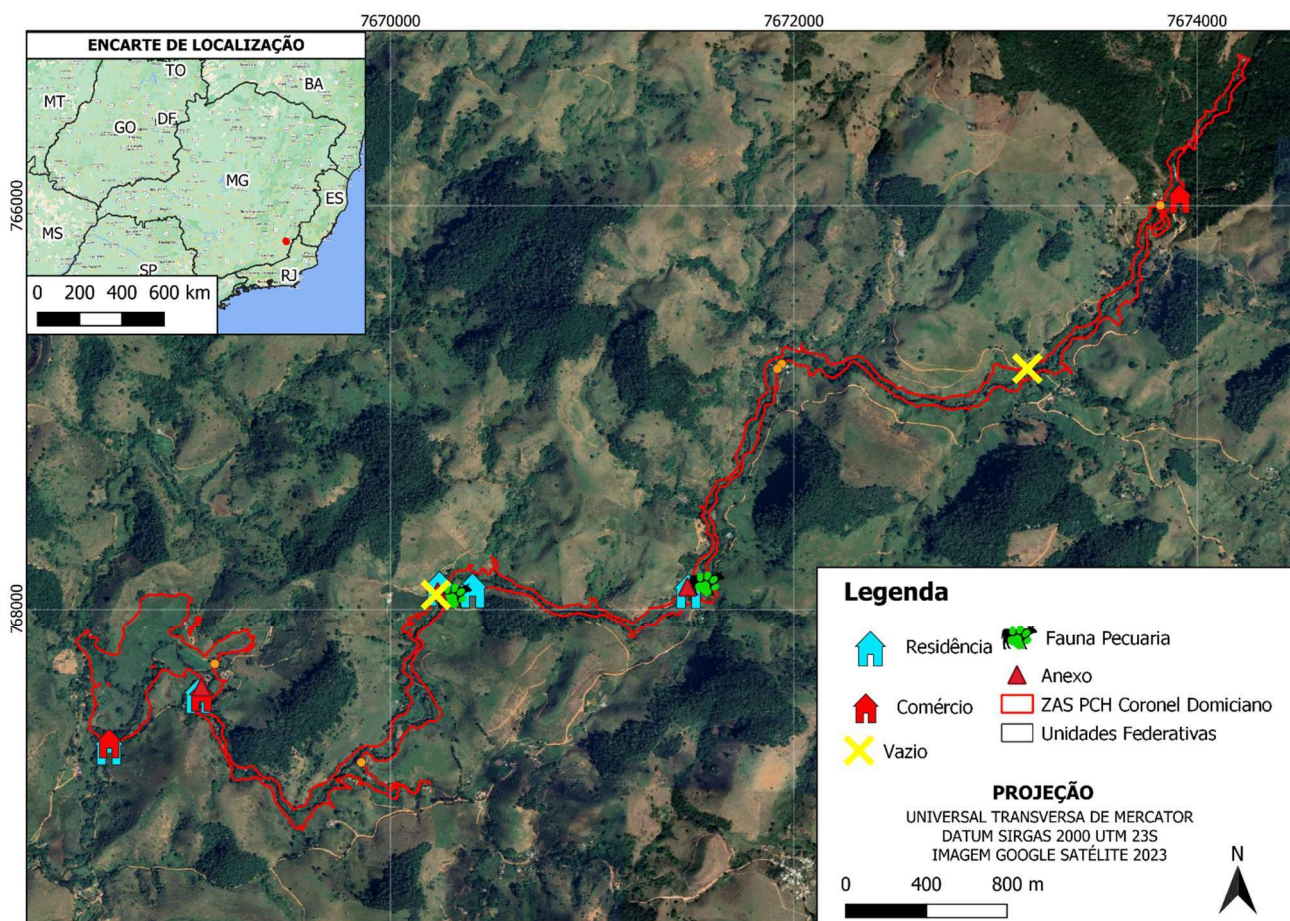 7670000
7672000
7674000
ENCARTE DE LOCALIZAÇÃO
TO
BA
MT
DF
GO
MG
ES
MS
SP
RJ
0 200 400 600 km
766000
768000
Legenda
Residência
Fauna Pecuaria
Anexo
Comércio
ZAS PCH Coronel Domiciano
Unidades Federativas
Vazio
PROJEÇÃO
UNIVERSAL TRANSVERSA DE MERCATOR
DATUM SIRGAS 2000 UTM 23S
IMAGEM GOOGLE SATÉLITE 2023
N
0 400 800 m